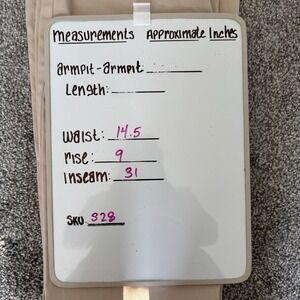 measurements Approximate Inches
armpit-armpit
Length:
waist: 14.5
rise: 9
Inseam: 31
SKU: 328